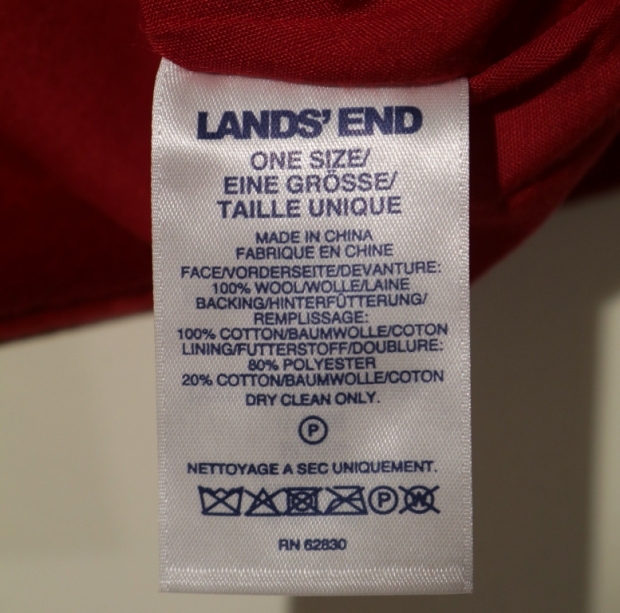 LANDS' END
ONE SIZE/
EINE GRÖSSE/
TAILLE UNIQUE
MADE IN CHINA
FABRIQUE EN CHINE
FACE/VORDERSEITE/DEVANTURE:
100% WOOL/WOLLE/LAINE
BACKING/HINTERFÜTTERUNG/
REMPLISSAGE:
100% COTTON/BAUMWOLLE/COTON
LINING/FUTTERSTOFF/DOUBLURE:
80% POLYESTER
20% COTTON/BAUMWOLLE/COTON
DRY CLEAN ONLY.
P
NETTOYAGE A SEC UNIQUEMENT.
P W
RN 62830